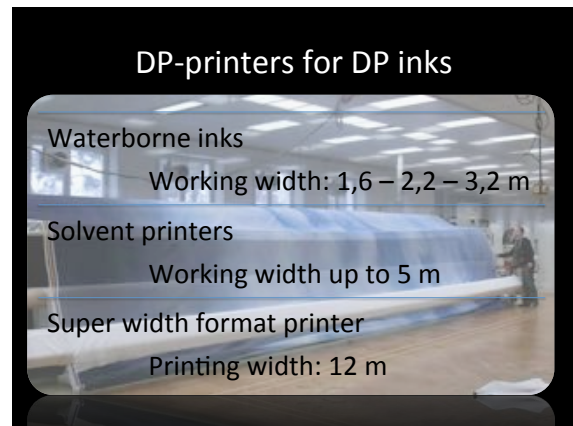 DP-printers for DP inks
Waterborne inks
Working width: 1,6 – 2,2 – 3,2 m
Solvent printers
Working width up to 5 m
Super width format printer
Printing width: 12 m